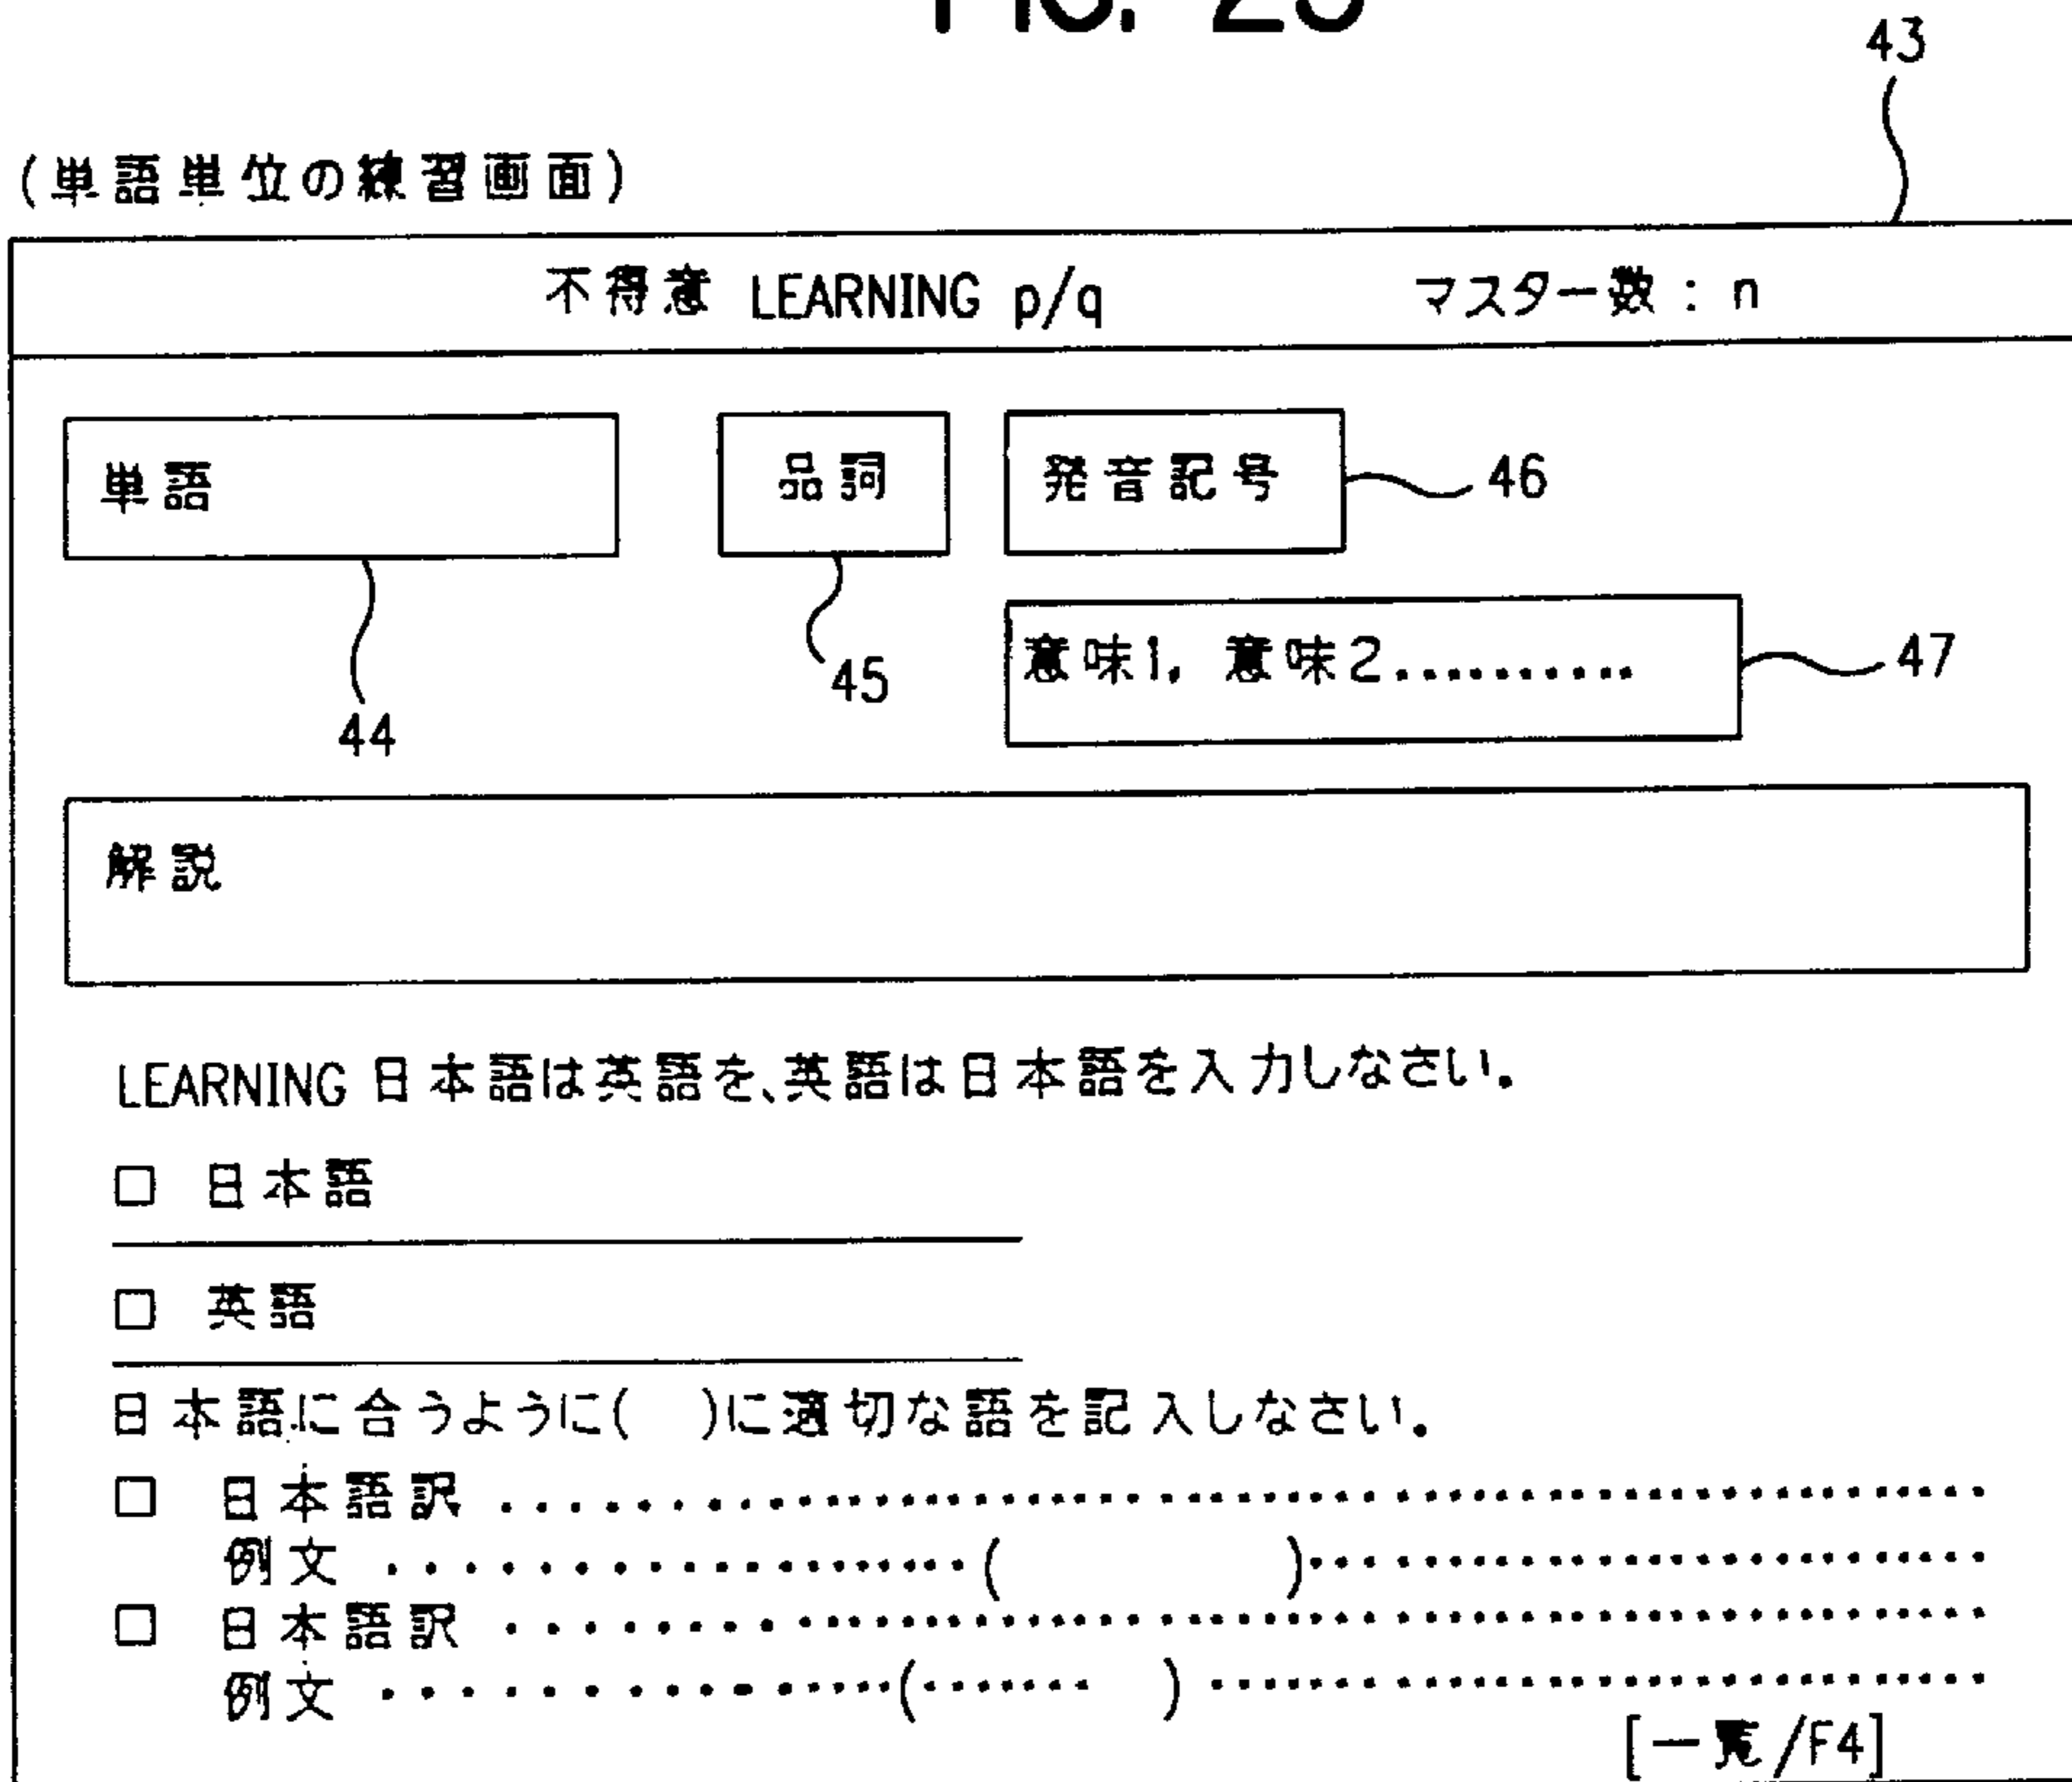 FIG.
43
(単語単位の練習画面)
不得意 LEARNING p/q マスター数：n
単語 品詞 発音記号 46
意味1, 意味2.......... 47
45
44
解説
LEARNING 日本語は英語を、英語は日本語を入力しなさい。
□ 日本語
□ 英語
日本語に合うように( )に適切な語を記入しなさい。
□ 日本語訳 ......................................................
例文 ....................( )...........................
□ 日本語訳 ......................................................
例文 ..................(....... )..............................
[一覧/F4]